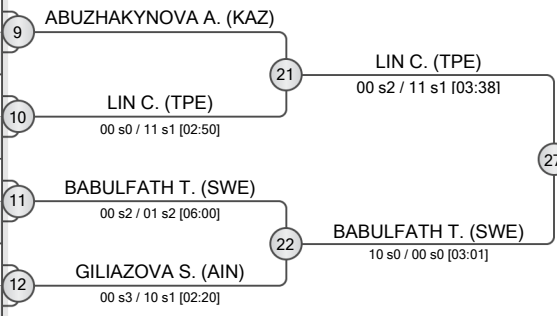 9
ABUZHAKYNOVA A. (KAZ)
21
LIN C. (TPE)
00 s2 / 11 s1 [03:38]
10
LIN C. (TPE)
00 s0 / 11 s1 [02:50]
27
11
BABULFATH T. (SWE)
00 s2 / 01 s2 [06:00]
22
BABULFATH T. (SWE)
10 s0 / 00 s0 [03:01]
12
GILIAZOVA S. (AIN)
00 s3 / 10 s1 [02:20]